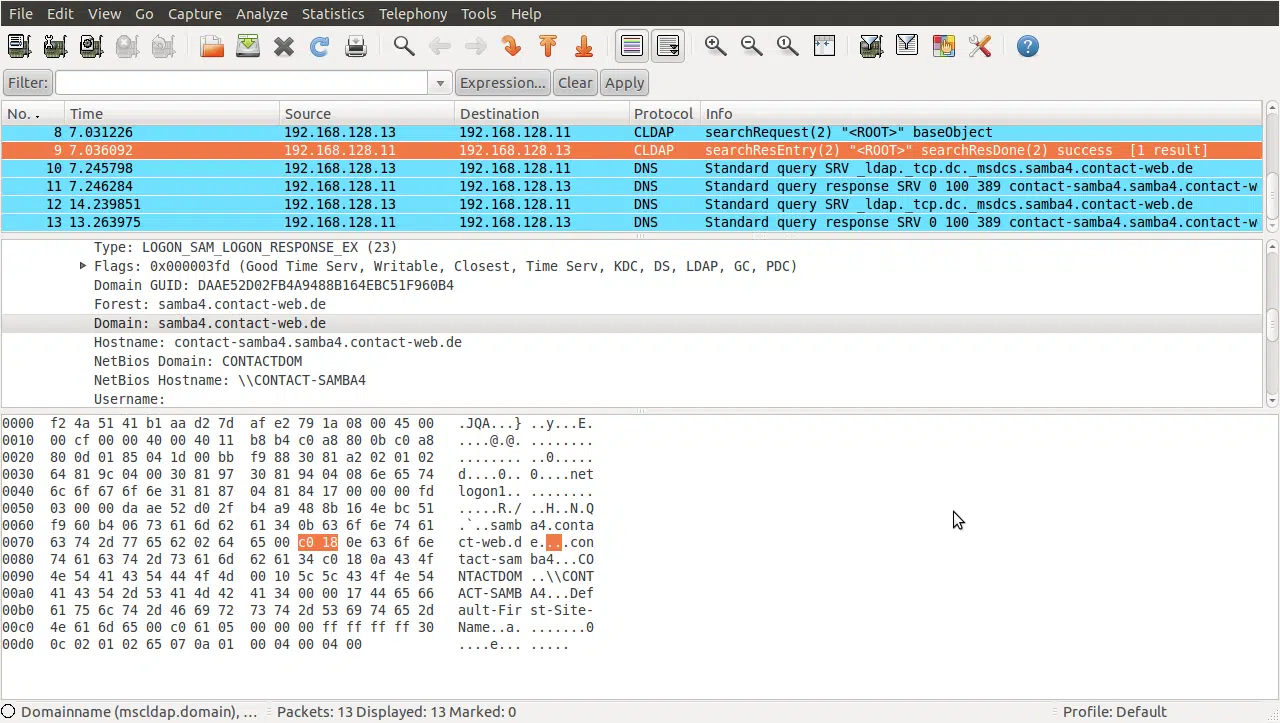 File Edit View Go Capture Analyze Statistics Telephony Tools Help
Filter: Expression... Clear Apply
No. Time Source Destination Protocol Info
8 7.031226 192.168.128.13 192.168.128.11 CLDAP searchRequest(2) "<ROOT>" baseObject
9 7.036092 192.168.128.11 192.168.128.13 CLDAP searchResEntry(2) "<ROOT>" searchResDone(2) success [1 result]
10 7.245798 192.168.128.13 192.168.128.11 DNS Standard query SRV _ldap._tcp.dc._msdcs.samba4.contact-web.de
11 7.246284 192.168.128.11 192.168.128.13 DNS Standard query response SRV 0 100 389 contact-samba4.samba4.contact-w
12 14.239851 192.168.128.13 192.168.128.11 DNS Standard query SRV _ldap._tcp.dc._msdcs.samba4.contact-web.de
13 13.263975 192.168.128.11 192.168.128.13 DNS Standard query response SRV 0 100 389 contact-samba4.samba4.contact-w
Type: LOGON_SAM_LOGON_RESPONSE_EX (23)
Flags: 0x000003fd (Good Time Serv, Writable, Closest, Time Serv, KDC, DS, LDAP, GC, PDC)
Domain GUID: DAAE52D02FB4A9488B164EBC51F960B4
Forest: samba4.contact-web.de
Domain: samba4.contact-web.de
Hostname: contact-samba4.samba4.contact-web.de
NetBios Domain: CONTACTDOM
NetBios Hostname: \\CONTACT-SAMBA4
Username:
0000 f2 4a 51 41 b1 aa d2 7d af e2 79 1a 08 00 45 00 .JQA...} ..y...E.
0010 00 cf 00 00 40 00 40 11 b8 b4 c0 a8 80 0b c0 a8 ....@.@. ........
0020 80 0d 01 85 04 1d 00 bb f9 88 30 81 a2 02 01 02 ........ ..0.....
0030 64 81 9c 04 00 30 81 97 30 81 94 04 08 6e 65 74 d....0.. 0....net
0040 6c 6f 67 6f 6e 31 81 87 04 81 84 17 00 00 00 fd logon1.. ........
0050 03 00 00 da ae 52 d0 2f b4 a9 48 8b 16 4e bc 51 .....R./ ..H..N.Q
0060 f9 60 b4 06 73 61 6d 62 61 34 0b 63 6f 6e 74 61 .`..samb a4.conta
0070 63 74 2d 77 65 62 02 64 65 00 c0 18 0e 63 6f 6e ct-web.d e....con
0080 74 61 63 74 2d 73 61 6d 62 61 34 c0 18 0a 43 4f tact-sam ba4...CO
0090 4e 54 41 43 54 44 4f 4d 00 10 5c 5c 43 4f 4e 54 NTACTDOM ..\\CONT
00a0 41 43 54 2d 53 41 4d 42 41 34 00 00 17 44 65 66 ACT-SAMB A4...Def
00b0 61 75 6c 74 2d 46 69 72 73 74 2d 53 69 74 65 2d ault-Fir st-Site-
00c0 4e 61 6d 65 00 c0 61 05 00 00 00 ff ff ff ff 30 Name..a. .......0
00d0 0c 02 01 02 65 07 0a 01 00 04 00 04 00 ....e... .....
Domainname (mscldap.domain), ... Packets: 13 Displayed: 13 Marked: 0 Profile: Default